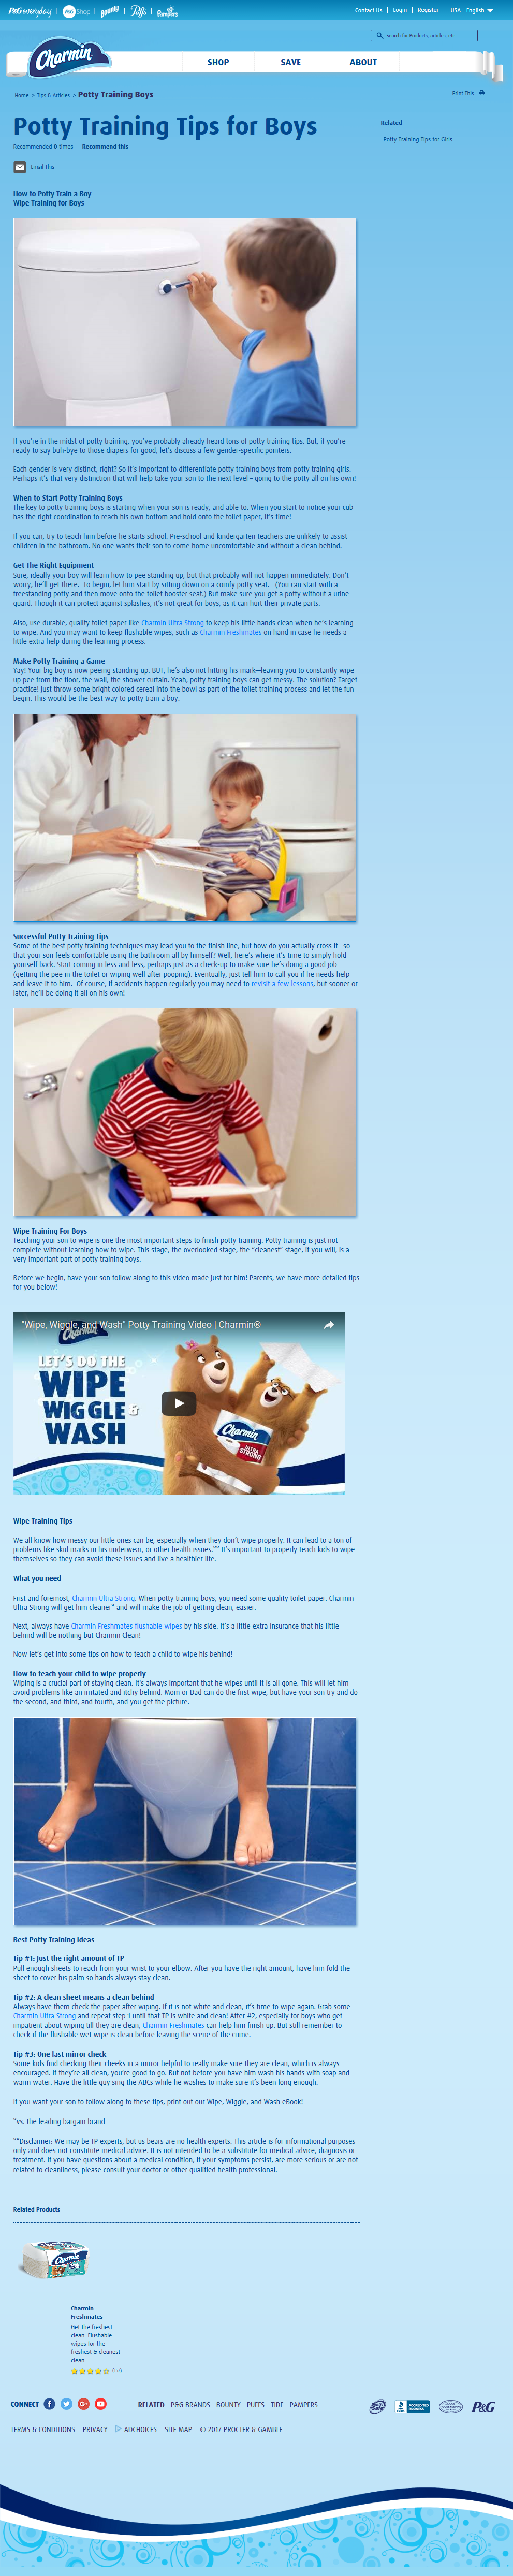 P&G everyday | P&G Shop | Bounty | Puffs | Pampers
Contact Us | Login | Register USA - English
Search for Products, articles, etc.
Charmin
SHOP SAVE ABOUT
Home > Tips & Articles > Potty Training Boys
Print This
Potty Training Tips for Boys
Recommended 0 times | Recommend this
Email This
Related
Potty Training Tips for Girls
How to Potty Train a Boy
Wipe Training for Boys
If you're in the midst of potty training, you've probably already heard tons of potty training tips. But, if you're
ready to say buh-bye to those diapers for good, let's discuss a few gender-specific pointers.
Each gender is very distinct, right? So it's important to differentiate potty training boys from potty training girls.
Perhaps it's that very distinction that will help take your son to the next level – going to the potty all on his own!
When to Start Potty Training Boys
The key to potty training boys is starting when your son is ready, and able to. When you start to notice your cub
has the right coordination to reach his own bottom and hold onto the toilet paper, it's time!
If you can, try to teach him before he starts school. Pre-school and kindergarten teachers are unlikely to assist
children in the bathroom. No one wants their son to come home uncomfortable and without a clean behind.
Get The Right Equipment
Sure, ideally your boy will learn how to pee standing up, but that probably will not happen immediately. Don't
worry, he'll get there. To begin, let him start by sitting down on a comfy potty seat. (You can start with a
freestanding potty and then move onto the toilet booster seat.) But make sure you get a potty without a urine
guard. Though it can protect against splashes, it's not great for boys, as it can hurt their private parts.
Also, use durable, quality toilet paper like Charmin Ultra Strong to keep his little hands clean when he's learning
to wipe. And you may want to keep flushable wipes, such as Charmin Freshmates on hand in case he needs a
little extra help during the learning process.
Make Potty Training a Game
Yay! Your big boy is now peeing standing up. BUT, he's also not hitting his mark—leaving you to constantly wipe
up pee from the floor, the wall, the shower curtain. Yeah, potty training boys can get messy. The solution? Target
practice! Just throw some bright colored cereal into the bowl as part of the toilet training process and let the fun
begin. This would be the best way to potty train a boy.
Successful Potty Training Tips
Some of the best potty training techniques may lead you to the finish line, but how do you actually cross it—so
that your son feels comfortable using the bathroom all by himself? Well, here's where it's time to simply hold
yourself back. Start coming in less and less, perhaps just as a check-up to make sure he's doing a good job
(getting the pee in the toilet or wiping well after pooping). Eventually, just tell him to call you if he needs help
and leave it to him. Of course, if accidents happen regularly you may need to revisit a few lessons, but sooner or
later, he'll be doing it all on his own!
Wipe Training For Boys
Teaching your son to wipe is one of the most important steps to finish potty training. Potty training is just not
complete without learning how to wipe. This stage, the overlooked stage, the "cleanest" stage, if you will, is a
very important part of potty training boys.
Before we begin, have your son follow along to this video made just for him! Parents, we have more detailed tips
for you below!
"Wipe, Wiggle, and Wash" Potty Training Video | Charmin®
Charmin
LET'S DO THE
WIPE
WIGGLE &
WASH
Charmin
ULTRA STRONG
Wipe Training Tips
We all know how messy our little ones can be, especially when they don't wipe properly. It can lead to a ton of
problems like skid marks in his underwear, or other health issues.** It's important to properly teach kids to wipe
themselves so they can avoid these issues and live a healthier life.
What you need
First and foremost, Charmin Ultra Strong. When potty training boys, you need some quality toilet paper. Charmin
Ultra Strong will get him cleaner* and will make the job of getting clean, easier.
Next, always have Charmin Freshmates flushable wipes by his side. It's a little extra insurance that his little
behind will be nothing but Charmin Clean!
Now let's get into some tips on how to teach a child to wipe his behind!
How to teach your child to wipe properly
Wiping is a crucial part of staying clean. It's always important that he wipes until it is all gone. This will let him
avoid problems like an irritated and itchy behind. Mom or Dad can do the first wipe, but have your son try and do
the second, and third, and fourth, and you get the picture.
Best Potty Training Ideas
Tip #1: Just the right amount of TP
Pull enough sheets to reach from your wrist to your elbow. After you have the right amount, have him fold the
sheet to cover his palm so hands always stay clean.
Tip #2: A clean sheet means a clean behind
Always have them check the paper after wiping. If it is not white and clean, it's time to wipe again. Grab some
Charmin Ultra Strong and repeat step 1 until that TP is white and clean! After #2, especially for boys who get
impatient about wiping till they are clean, Charmin Freshmates can help him finish up. But still remember to
check if the flushable wet wipe is clean before leaving the scene of the crime.
Tip #3: One last mirror check
Some kids find checking their cheeks in a mirror helpful to really make sure they are clean, which is always
encouraged. If they're all clean, you're good to go. But not before you have him wash his hands with soap and
warm water. Have the little guy sing the ABCs while he washes to make sure it's been long enough.
If you want your son to follow along to these tips, print out our Wipe, Wiggle, and Wash eBook!
*vs. the leading bargain brand
**Disclaimer: We may be TP experts, but us bears are no health experts. This article is for informational purposes
only and does not constitute medical advice. It is not intended to be a substitute for medical advice, diagnosis or
treatment. If you have questions about a medical condition, if your symptoms persist, are more serious or are not
related to cleanliness, please consult your doctor or other qualified health professional.
Related Products
Charmin
Charmin
Freshmates
Get the freshest
clean. Flushable
wipes for the
freshest & cleanest
clean.
(107)
CONNECT
RELATED P&G BRANDS BOUNTY PUFFS TIDE PAMPERS
ACCREDITED BUSINESS
P&G
TERMS & CONDITIONS PRIVACY ADCHOICES SITE MAP © 2017 PROCTER & GAMBLE